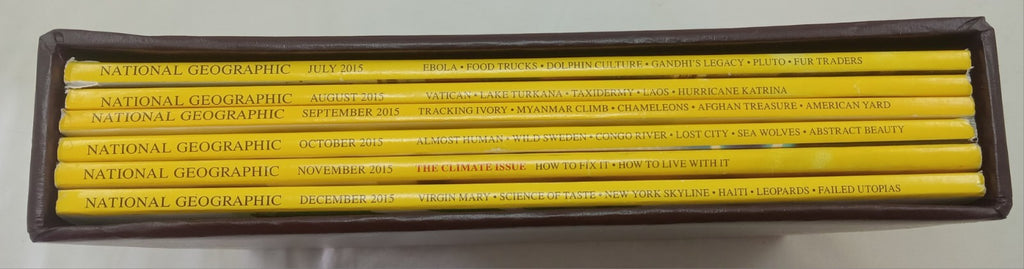 NATIONAL GEOGRAPHIC JULY 2015 EBOLA • FOOD TRUCKS • DOLPHIN CULTURE • GANDHI'S LEGACY • PLUTO • FUR TRADERS
NATIONAL GEOGRAPHIC AUGUST 2015 VATICAN • LAKE TURKANA • TAXIDERMY • LAOS • HURRICANE KATRINA
NATIONAL GEOGRAPHIC SEPTEMBER 2015 TRACKING IVORY • MYANMAR CLIMB • CHAMELEONS • AFGHAN TREASURE • AMERICAN YARD
NATIONAL GEOGRAPHIC OCTOBER 2015 ALMOST HUMAN • WILD SWEDEN • CONGO RIVER • LOST CITY • SEA WOLVES • ABSTRACT BEAUTY
NATIONAL GEOGRAPHIC NOVEMBER 2015 THE CLIMATE ISSUE HOW TO FIX IT • HOW TO LIVE WITH IT
NATIONAL GEOGRAPHIC DECEMBER 2015 VIRGIN MARY • SCIENCE OF TASTE • NEW YORK SKYLINE • HAITI • LEOPARDS • FAILED UTOPIAS